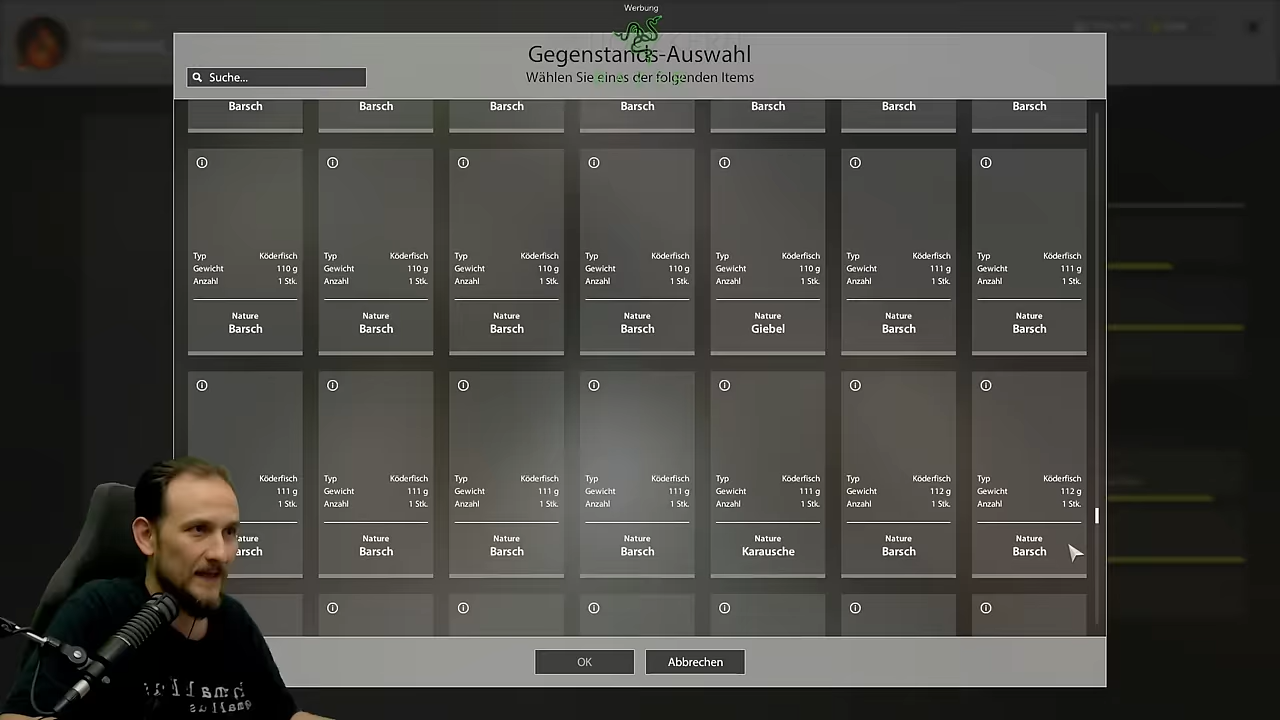 Werbung
Gegenstands-Auswahl
Suche...
Wählen Sie eines der folgenden Items
Barsch Barsch Barsch Barsch Barsch Barsch Barsch
Typ Köderfisch Typ Köderfisch Typ Köderfisch Typ Köderfisch Typ Köderfisch Typ Köderfisch Typ Köderfisch
Gewicht 110 g Gewicht 110 g Gewicht 110 g Gewicht 110 g Gewicht 110 g Gewicht 111 g Gewicht 111 g
Anzahl 1 Stk. Anzahl 1 Stk. Anzahl 1 Stk. Anzahl 1 Stk. Anzahl 1 Stk. Anzahl 1 Stk. Anzahl 1 Stk.
Nature Nature Nature Nature Nature Nature Nature
Barsch Barsch Barsch Barsch Giebel Barsch Barsch
Köderfisch Typ Köderfisch Typ Köderfisch Typ Köderfisch Typ Köderfisch Typ Köderfisch Typ Köderfisch
111 g Gewicht 111 g Gewicht 111 g Gewicht 111 g Gewicht 111 g Gewicht 112 g Gewicht 112 g
1 Stk. Anzahl 1 Stk. Anzahl 1 Stk. Anzahl 1 Stk. Anzahl 1 Stk. Anzahl 1 Stk. Anzahl 1 Stk.
Nature Nature Nature Nature Nature Nature Nature
arsch Barsch Barsch Barsch Karausche Barsch Barsch
OK Abbrechen